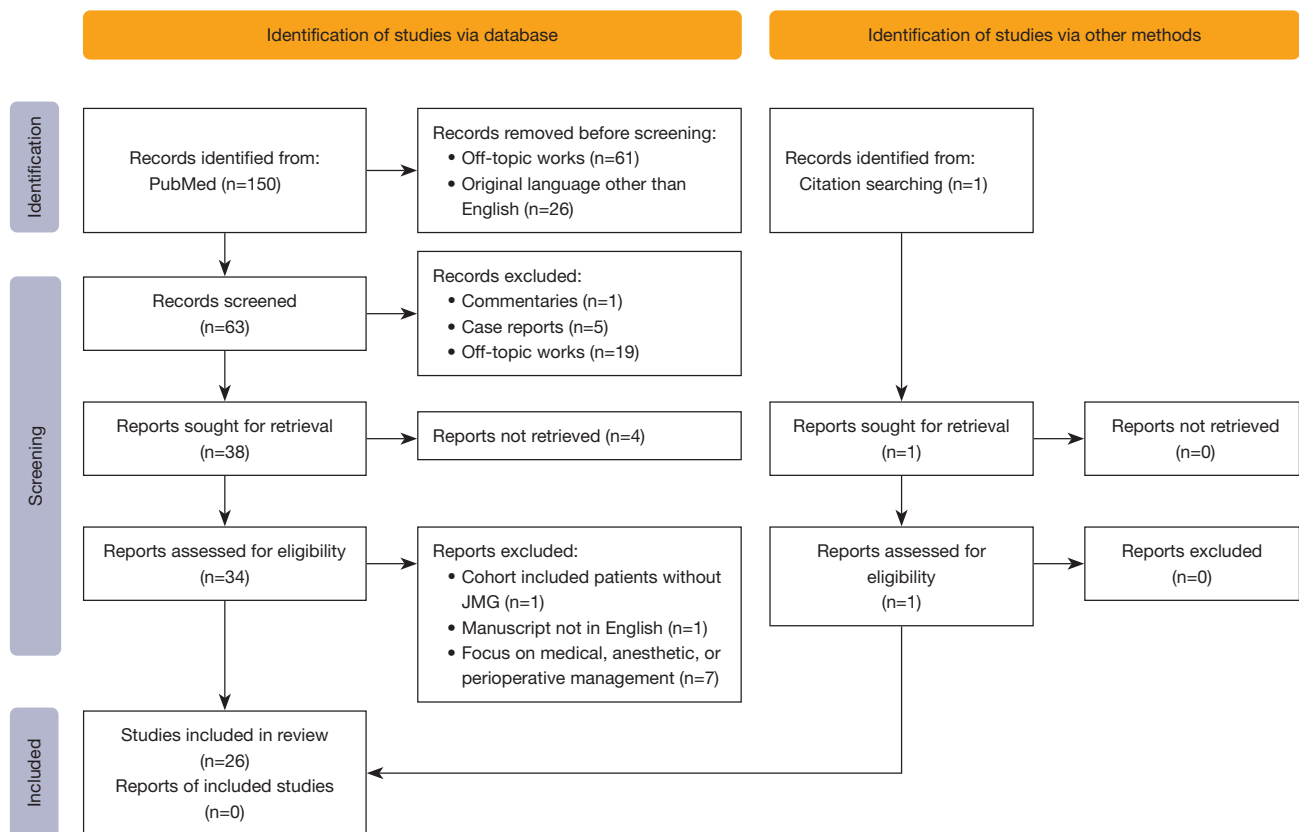 Identification of studies via database
Identification of studies via other methods
Identification
Records identified from:
PubMed (n=150)
Records removed before screening:
• Off-topic works (n=61)
• Original language other than
English (n=26)
Records identified from:
Citation searching (n=1)
Screening
Records screened
(n=63)
Records excluded:
• Commentaries (n=1)
• Case reports (n=5)
• Off-topic works (n=19)
Reports sought for retrieval
(n=38)
Reports not retrieved (n=4)
Reports sought for retrieval
(n=1)
Reports not retrieved
(n=0)
Reports assessed for eligibility
(n=34)
Reports excluded:
• Cohort included patients without
JMG (n=1)
• Manuscript not in English (n=1)
• Focus on medical, anesthetic, or
perioperative management (n=7)
Reports assessed for
eligibility
(n=1)
Reports excluded
(n=0)
Included
Studies included in review
(n=26)
Reports of included studies
(n=0)